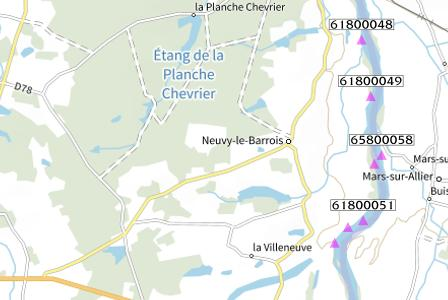 la Planche Chevrier
61800048
Étang de la
Planche
Chevrier
61800049
D78
Neuvy-le-Barrois
65800058
Mars-su
Mars-sur-Allier
Bui
61800051
la Villeneuve